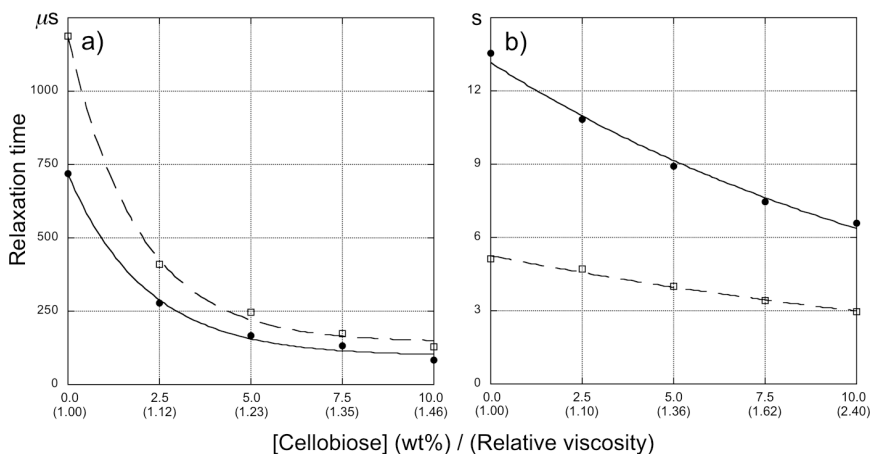 μs
a)
1000
750
500
250
0
0.0 2.5 5.0 7.5 10.0
(1.00) (1.12) (1.23) (1.35) (1.46)
Relaxation time
s
b)
12
9
6
3
0
0.0 2.5 5.0 7.5 10.0
(1.00) (1.10) (1.36) (1.62) (2.40)
[Cellobiose] (wt%) / (Relative viscosity)